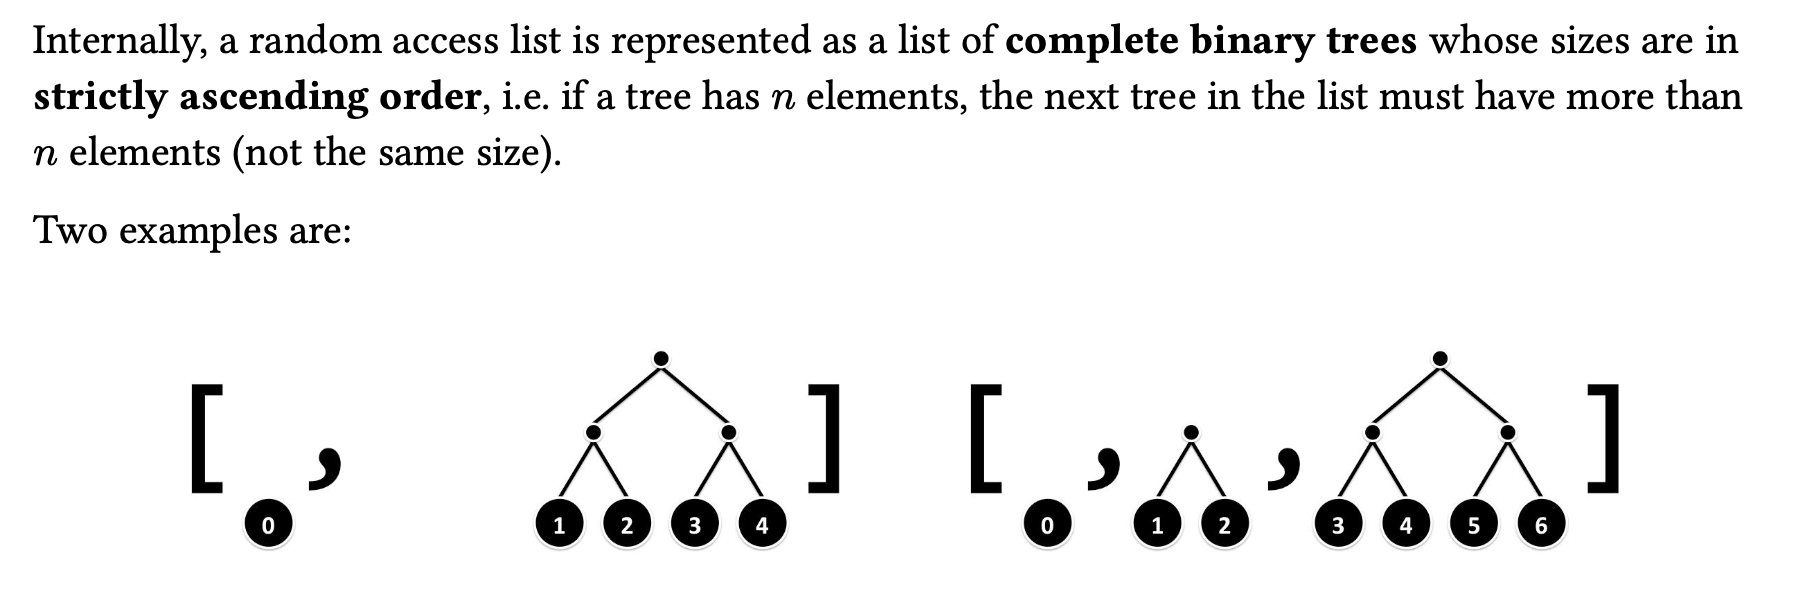 Internally, a random access list is represented as a list of complete binary trees whose sizes are in
strictly ascending order, i.e. if a tree has n elements, the next tree in the list must have more than
n elements (not the same size).
Two examples are:
[ 0 , 1 2 3 4 ] [ 0 , 1 2 , 3 4 5 6 ]